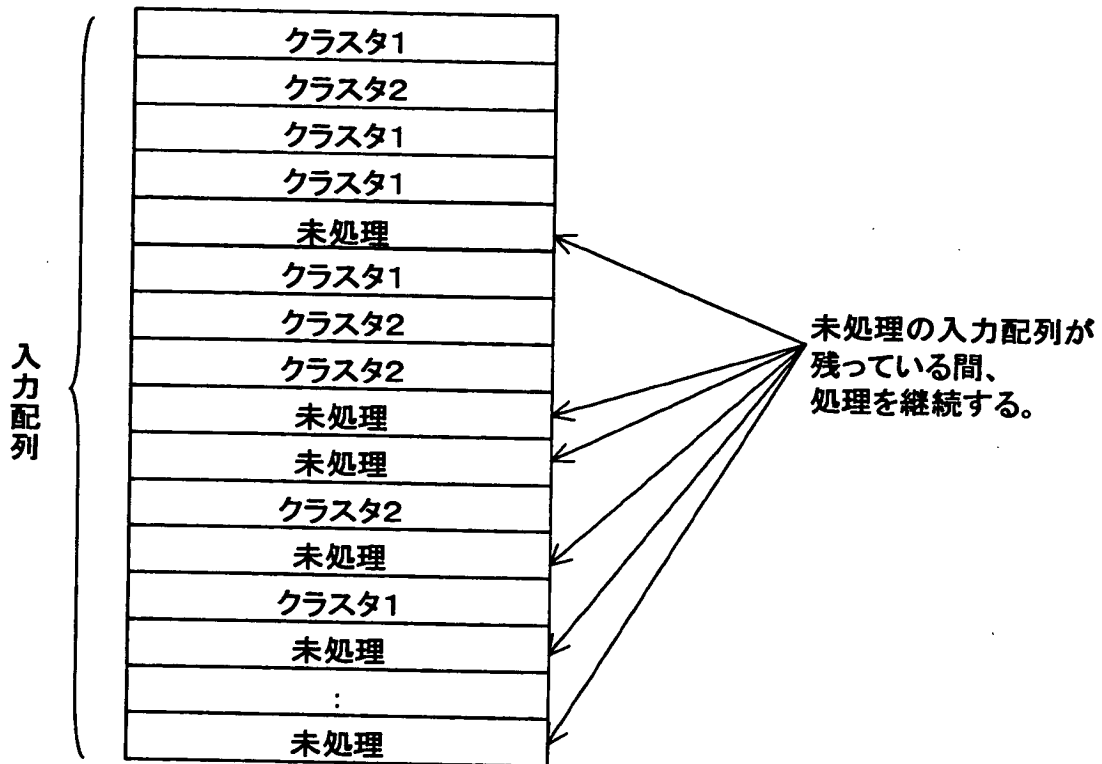 クラスタ1
クラスタ2
クラスタ1
クラスタ1
未処理
クラスタ1
クラスタ2
クラスタ2
未処理
未処理
クラスタ2
未処理
クラスタ1
未処理
:
未処理
入力配列
未処理の入力配列が
残っている間、
処理を継続する。